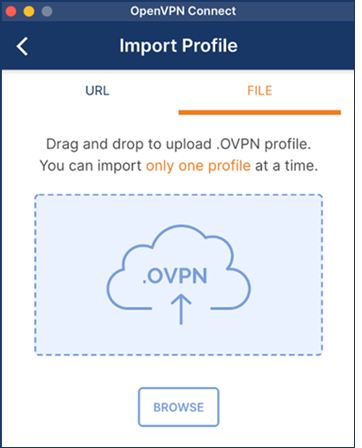 OpenVPN Connect
Import Profile
URL
FILE
Drag and drop to upload .OVPN profile.
You can import only one profile at a time.
.OVPN
BROWSE